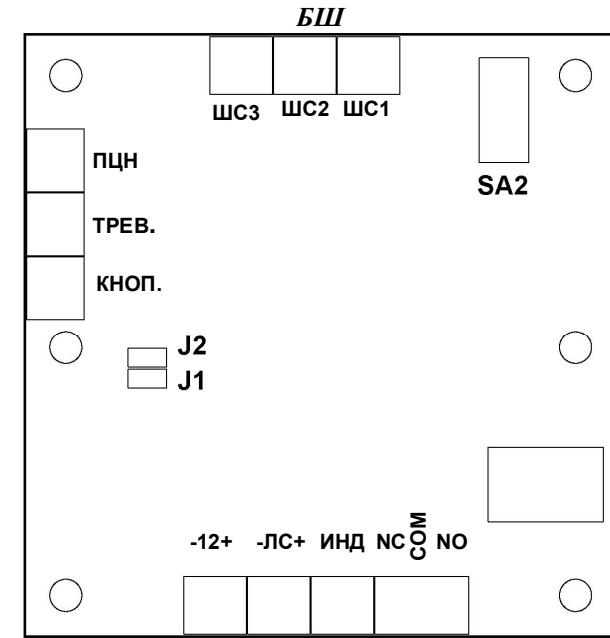 БШ
ШС3 ШС2 ШС1
ПЦН
SA2
ТРЕВ.
КНОП.
J2
J1
-12+ -ЛС+ ИНД NC COM NO